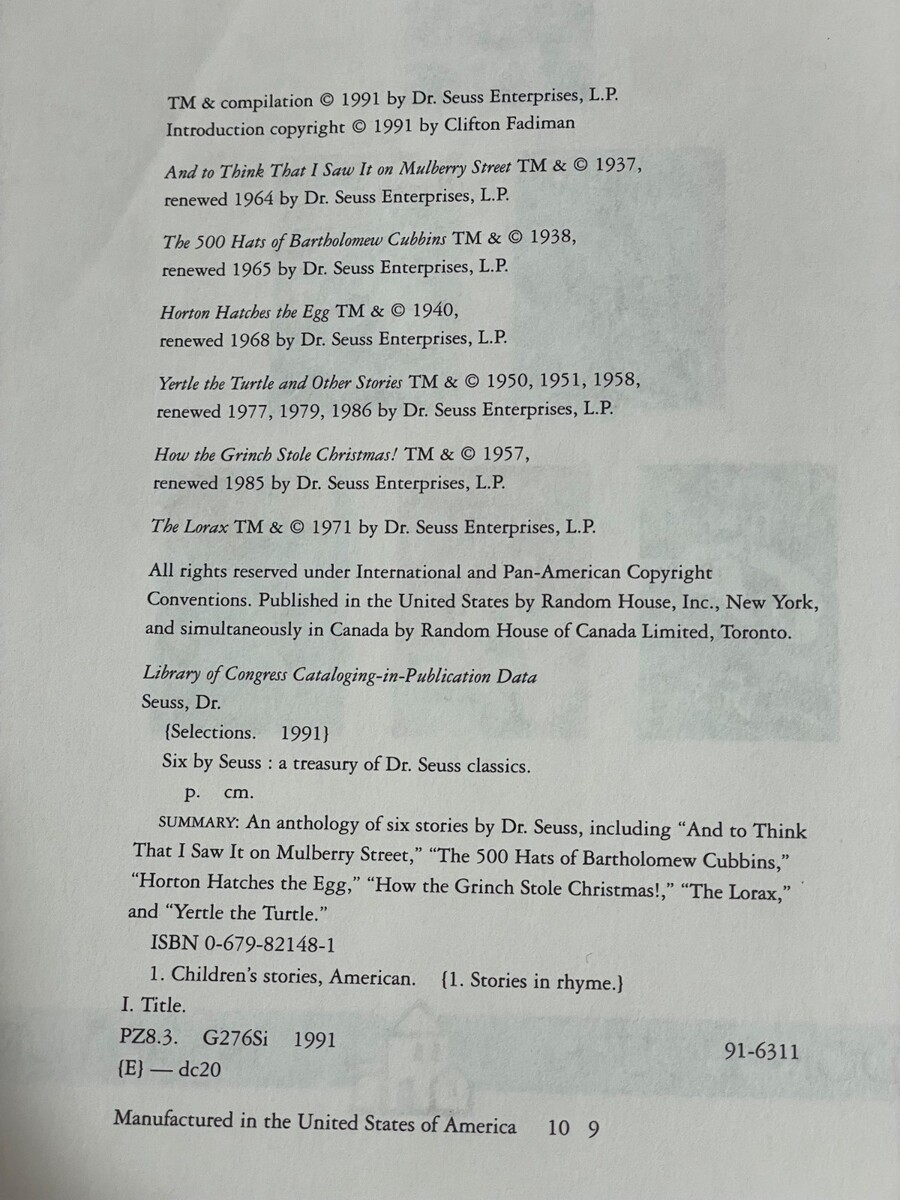 TM & compilation © 1991 by Dr. Seuss Enterprises, L.P.
Introduction copyright © 1991 by Clifton Fadiman
And to Think That I Saw It on Mulberry Street TM & © 1937,
renewed 1964 by Dr. Seuss Enterprises, L.P.
The 500 Hats of Bartholomew Cubbins TM & © 1938,
renewed 1965 by Dr. Seuss Enterprises, L.P.
Horton Hatches the Egg TM & © 1940,
renewed 1968 by Dr. Seuss Enterprises, L.P.
Yertle the Turtle and Other Stories TM & © 1950, 1951, 1958,
renewed 1977, 1979, 1986 by Dr. Seuss Enterprises, L.P.
How the Grinch Stole Christmas! TM & © 1957,
renewed 1985 by Dr. Seuss Enterprises, L.P.
The Lorax TM & © 1971 by Dr. Seuss Enterprises, L.P.
All rights reserved under International and Pan-American Copyright
Conventions. Published in the United States by Random House, Inc., New York,
and simultaneously in Canada by Random House of Canada Limited, Toronto.
Library of Congress Cataloging-in-Publication Data
Seuss, Dr.
{Selections. 1991}
Six by Seuss : a treasury of Dr. Seuss classics.
p. cm.
SUMMARY: An anthology of six stories by Dr. Seuss, including “And to Think
That I Saw It on Mulberry Street,” “The 500 Hats of Bartholomew Cubbins,”
“Horton Hatches the Egg,” “How the Grinch Stole Christmas!,” “The Lorax,”
and “Yertle the Turtle.”
ISBN 0-679-82148-1
1. Children’s stories, American. {1. Stories in rhyme.}
I. Title.
PZ8.3. G276Si 1991
91-6311
{E} — dc20
Manufactured in the United States of America 10 9